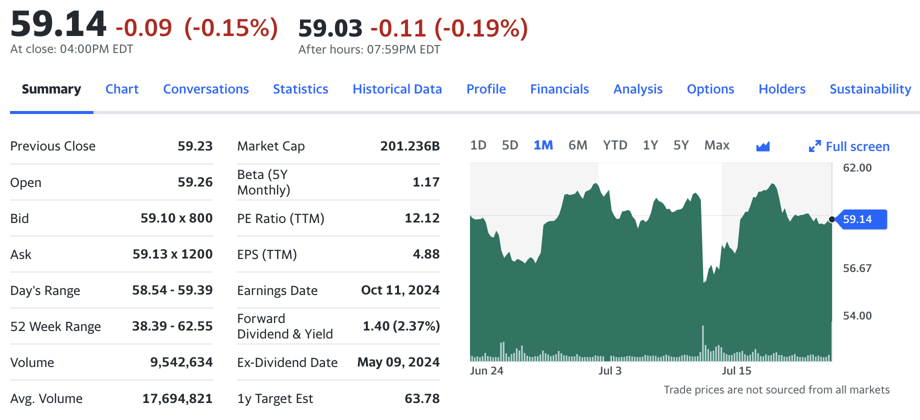 59.14 -0.09 (-0.15%) 59.03 -0.11 (-0.19%)
At close: 04:00PM EDT After hours: 07:59PM EDT
Summary Chart Conversations Statistics Historical Data Profile Financials Analysis Options Holders Sustainability
Previous Close 59.23
Open 59.26
Bid 59.10 x 800
Ask 59.13 x 1200
Day's Range 58.54 - 59.39
52 Week Range 38.39 - 62.55
Volume 9,542,634
Avg. Volume 17,694,821
Market Cap 201.236B
Beta (5Y
Monthly) 1.17
PE Ratio (TTM) 12.12
EPS (TTM) 4.88
Earnings Date Oct 11, 2024
Forward
Dividend & Yield 1.40 (2.37%)
Ex-Dividend Date May 09, 2024
1y Target Est 63.78
1D 5D 1M 6M YTD 1Y 5Y Max Full screen
62.00
59.14
56.67
54.00
Jun 24 Jul 3 Jul 15
Trade prices are not sourced from all markets